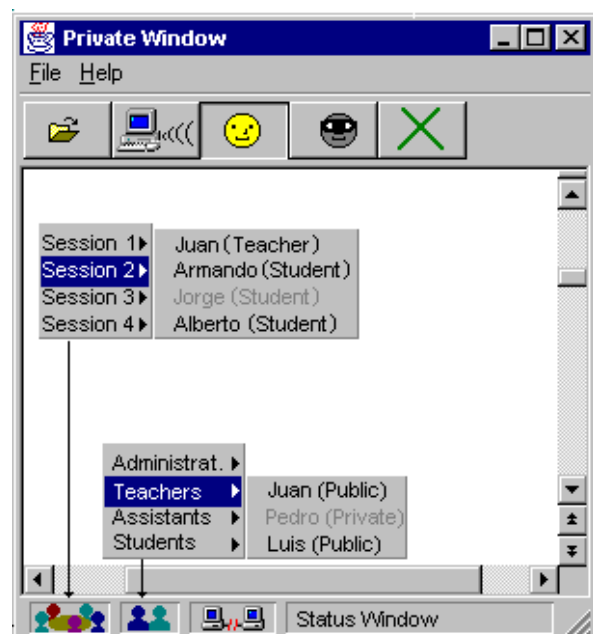 Private Window
File Help
Session 1 Juan (Teacher)
Session 2 Armando (Student)
Session 3 Jorge (Student)
Session 4 Alberto (Student)
Administrat.
Teachers Juan (Public)
Assistants Pedro (Private)
Students Luis (Public)
Status Window